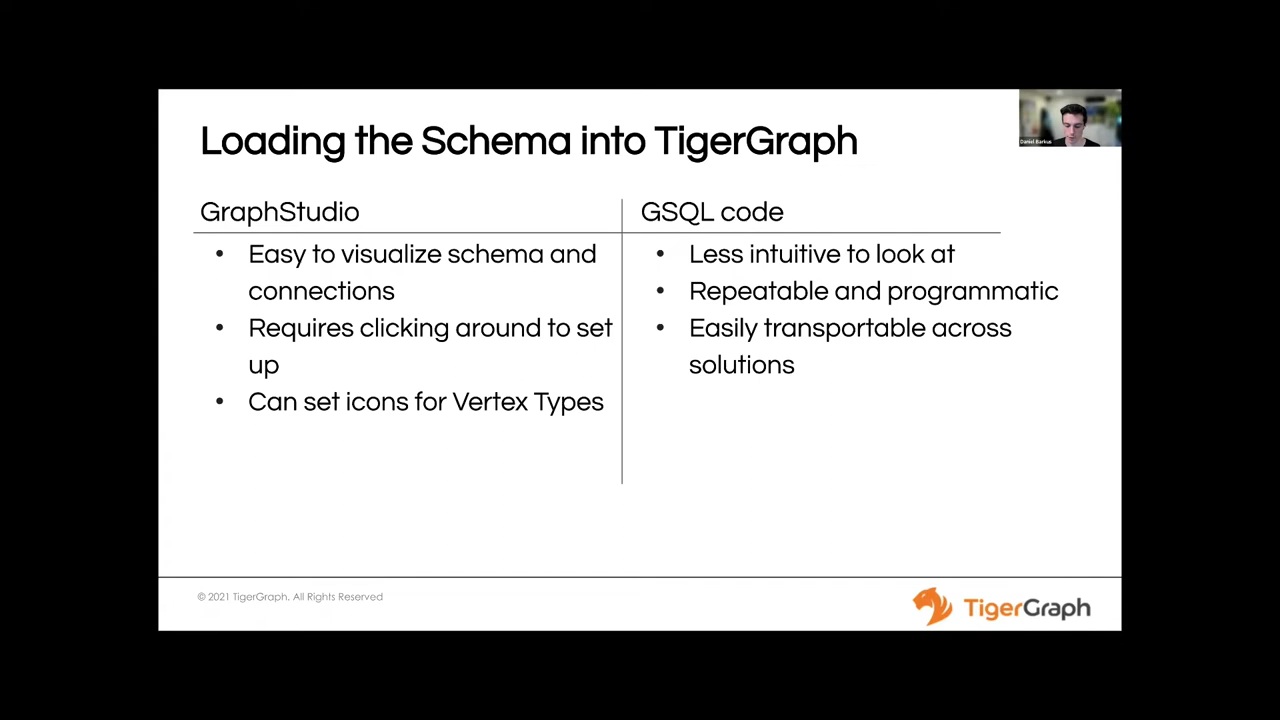 Loading the Schema into TigerGraph
Daniel Barkus
GraphStudio
• Easy to visualize schema and
connections
• Requires clicking around to set
up
• Can set icons for Vertex Types
GSQL code
• Less intuitive to look at
• Repeatable and programmatic
• Easily transportable across
solutions
© 2021 TigerGraph. All Rights Reserved
TigerGraph